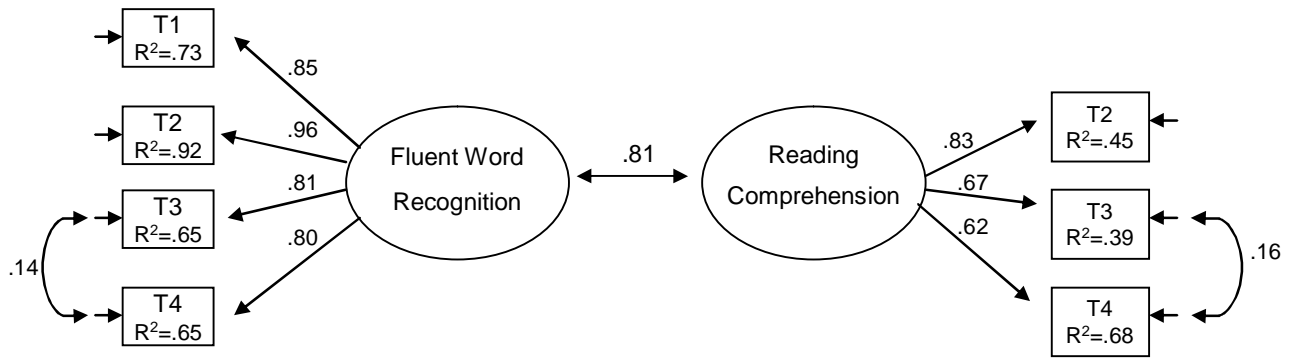 T1
R²=.73
.85
T2
R²=.92
.96
T3
R²=.65
.81
T4
R²=.65
.80
.14
Fluent Word
Recognition
.81
Reading
Comprehension
.83
.67
.62
T2
R²=.45
T3
R²=.39
T4
R²=.68
.16